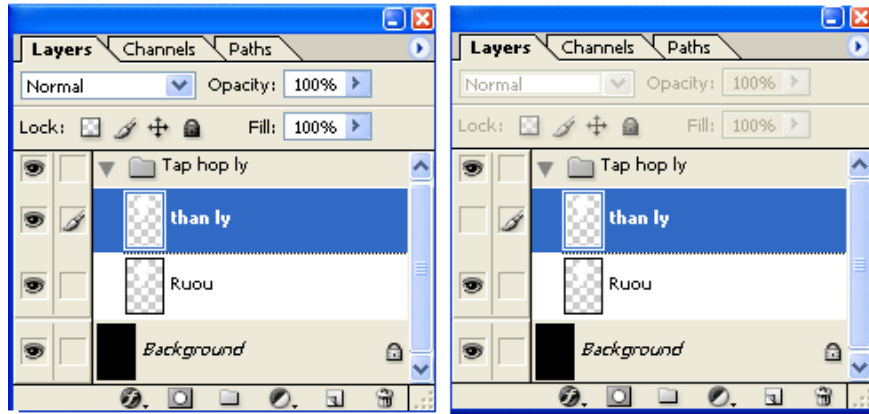 Layers Channels Paths
Normal Opacity: 100%
Lock: Fill: 100%
Tap hop ly
than ly
Ruou
Background
Layers Channels Paths
Normal Opacity: 100%
Lock: Fill: 100%
Tap hop ly
than ly
Ruou
Background